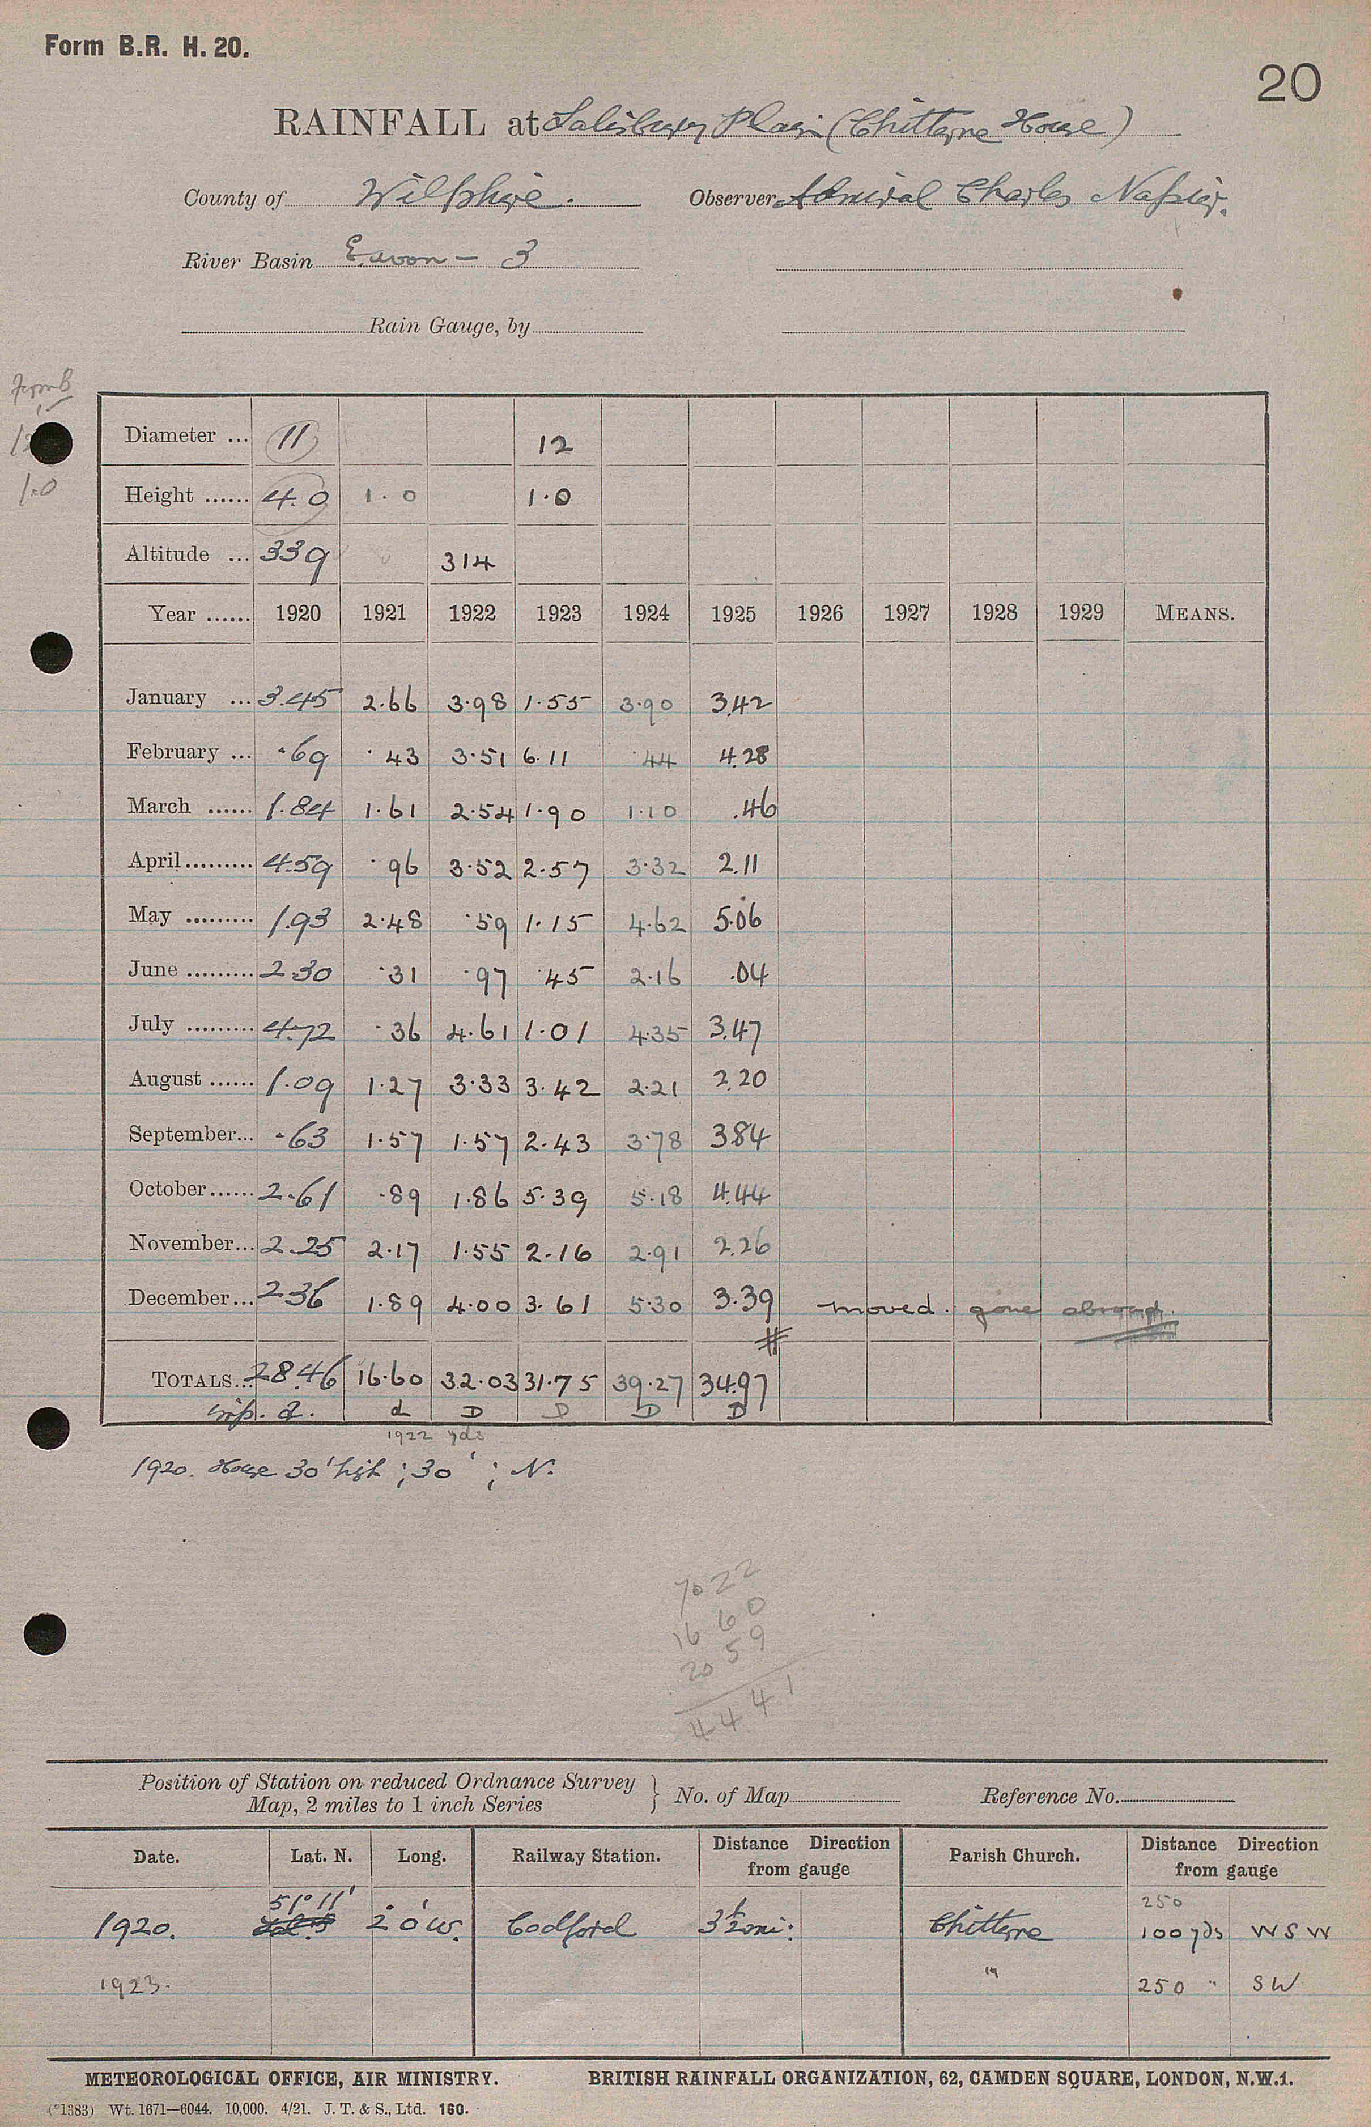 Form B.R. H. 20.
20
RAINFALL at Salisbury Plain (Chitterne House)
County of Wiltshire. Observer Admiral Charles Napier.
River Basin E. avon - 3
Rain Gauge, by
Form B
1.0
Diameter ... 11 12
Height ...... 4.0 1.0 1.0
Altitude ... 339 314
Year ...... 1920 1921 1922 1923 1924 1925 1926 1927 1928 1929 MEANS.
January ... 3.45 2.66 3.98 1.55 3.90 3.42
February ... .69 .43 3.51 6.11 .44 4.28
March ...... 1.84 1.61 2.54 1.90 1.10 .46
April ......... 4.59 .96 3.52 2.57 3.32 2.11
May ......... 1.93 2.48 .59 1.15 4.62 5.06
June ......... 2.30 .31 .97 .45 2.16 .04
July ......... 4.72 .36 4.61 1.01 4.35 3.47
August ...... 1.09 1.27 3.33 3.42 2.21 2.20
September... .63 1.57 1.57 2.43 3.78 3.84
October...... 2.61 .89 1.86 5.39 5.18 4.44
November... 2.25 2.17 1.55 2.16 2.91 2.26
December... 2.36 1.89 4.00 3.61 5.30 3.39 moved. gone abroad.
#
TOTALS... 28.46 16.60 32.03 31.75 39.27 34.97
d. d D D D D
1922 yds
1920. House 30' high ; 30' ; N.
7022
1660
2059
4441
Position of Station on reduced Ordnance Survey
Map, 2 miles to 1 inch Series } No. of Map Reference No.
Date. Lat. N. Long. Railway Station. Distance Direction from gauge Parish Church. Distance Direction from gauge
51° 11' 250
1920. 2° 0' W. Codford 3½ mi: Chitterne 100 yds WSW
1923. " 250 " SW
METEOROLOGICAL OFFICE, AIR MINISTRY. BRITISH RAINFALL ORGANIZATION, 62, CAMDEN SQUARE, LONDON, N.W.1.
(*1383) Wt. 1671—6044. 10,000. 4/21. J. T. & S., Ltd. 160.